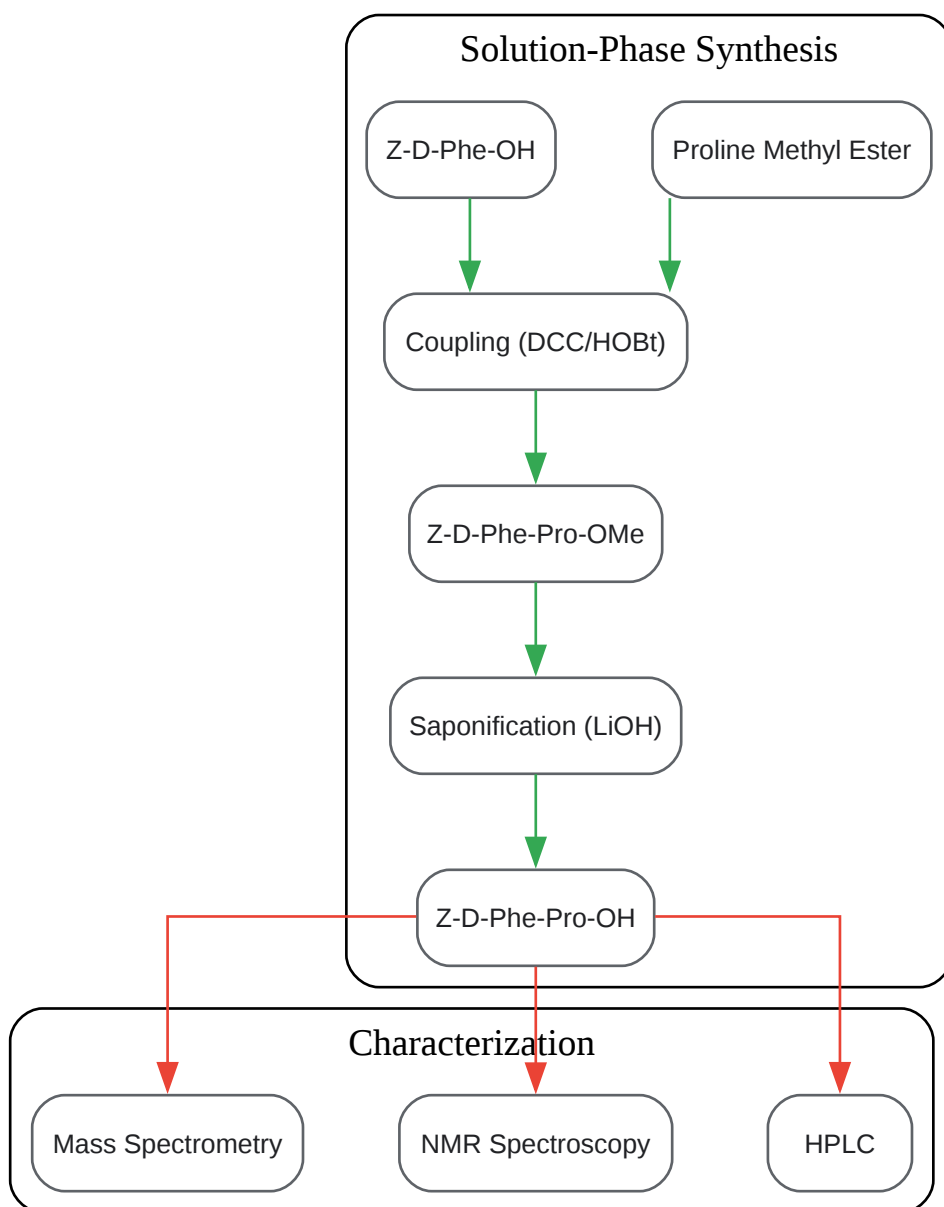 Solution-Phase Synthesis
Z-D-Phe-OH
Proline Methyl Ester
Coupling (DCC/HOBt)
Z-D-Phe-Pro-OMe
Saponification (LiOH)
Z-D-Phe-Pro-OH
Characterization
Mass Spectrometry
NMR Spectroscopy
HPLC